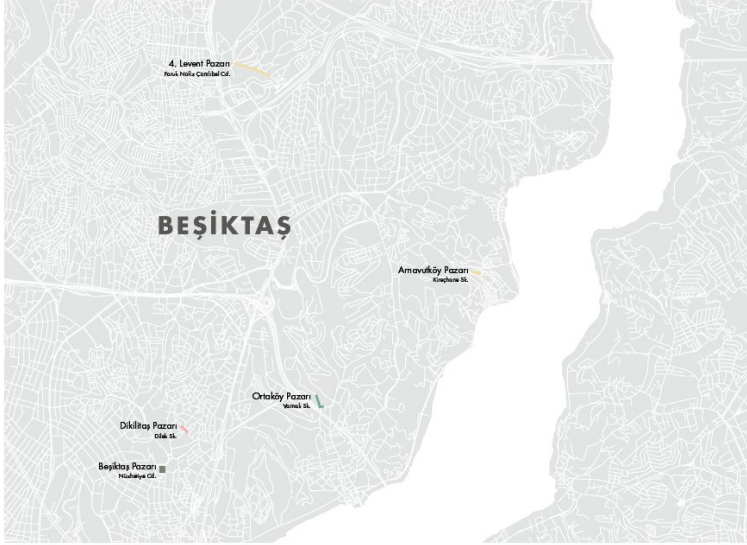 4. Levent Pazarı
Faruk Nafız Çamlıbel Cd.
BEŞİKTAŞ
Arnavutköy Pazarı
Kireçhane Sk.
Ortaköy Pazarı
Yamalı Sk.
Dikilitaş Pazarı
Dilek Sk.
Beşiktaş Pazarı
Nüzhetiye Cd.